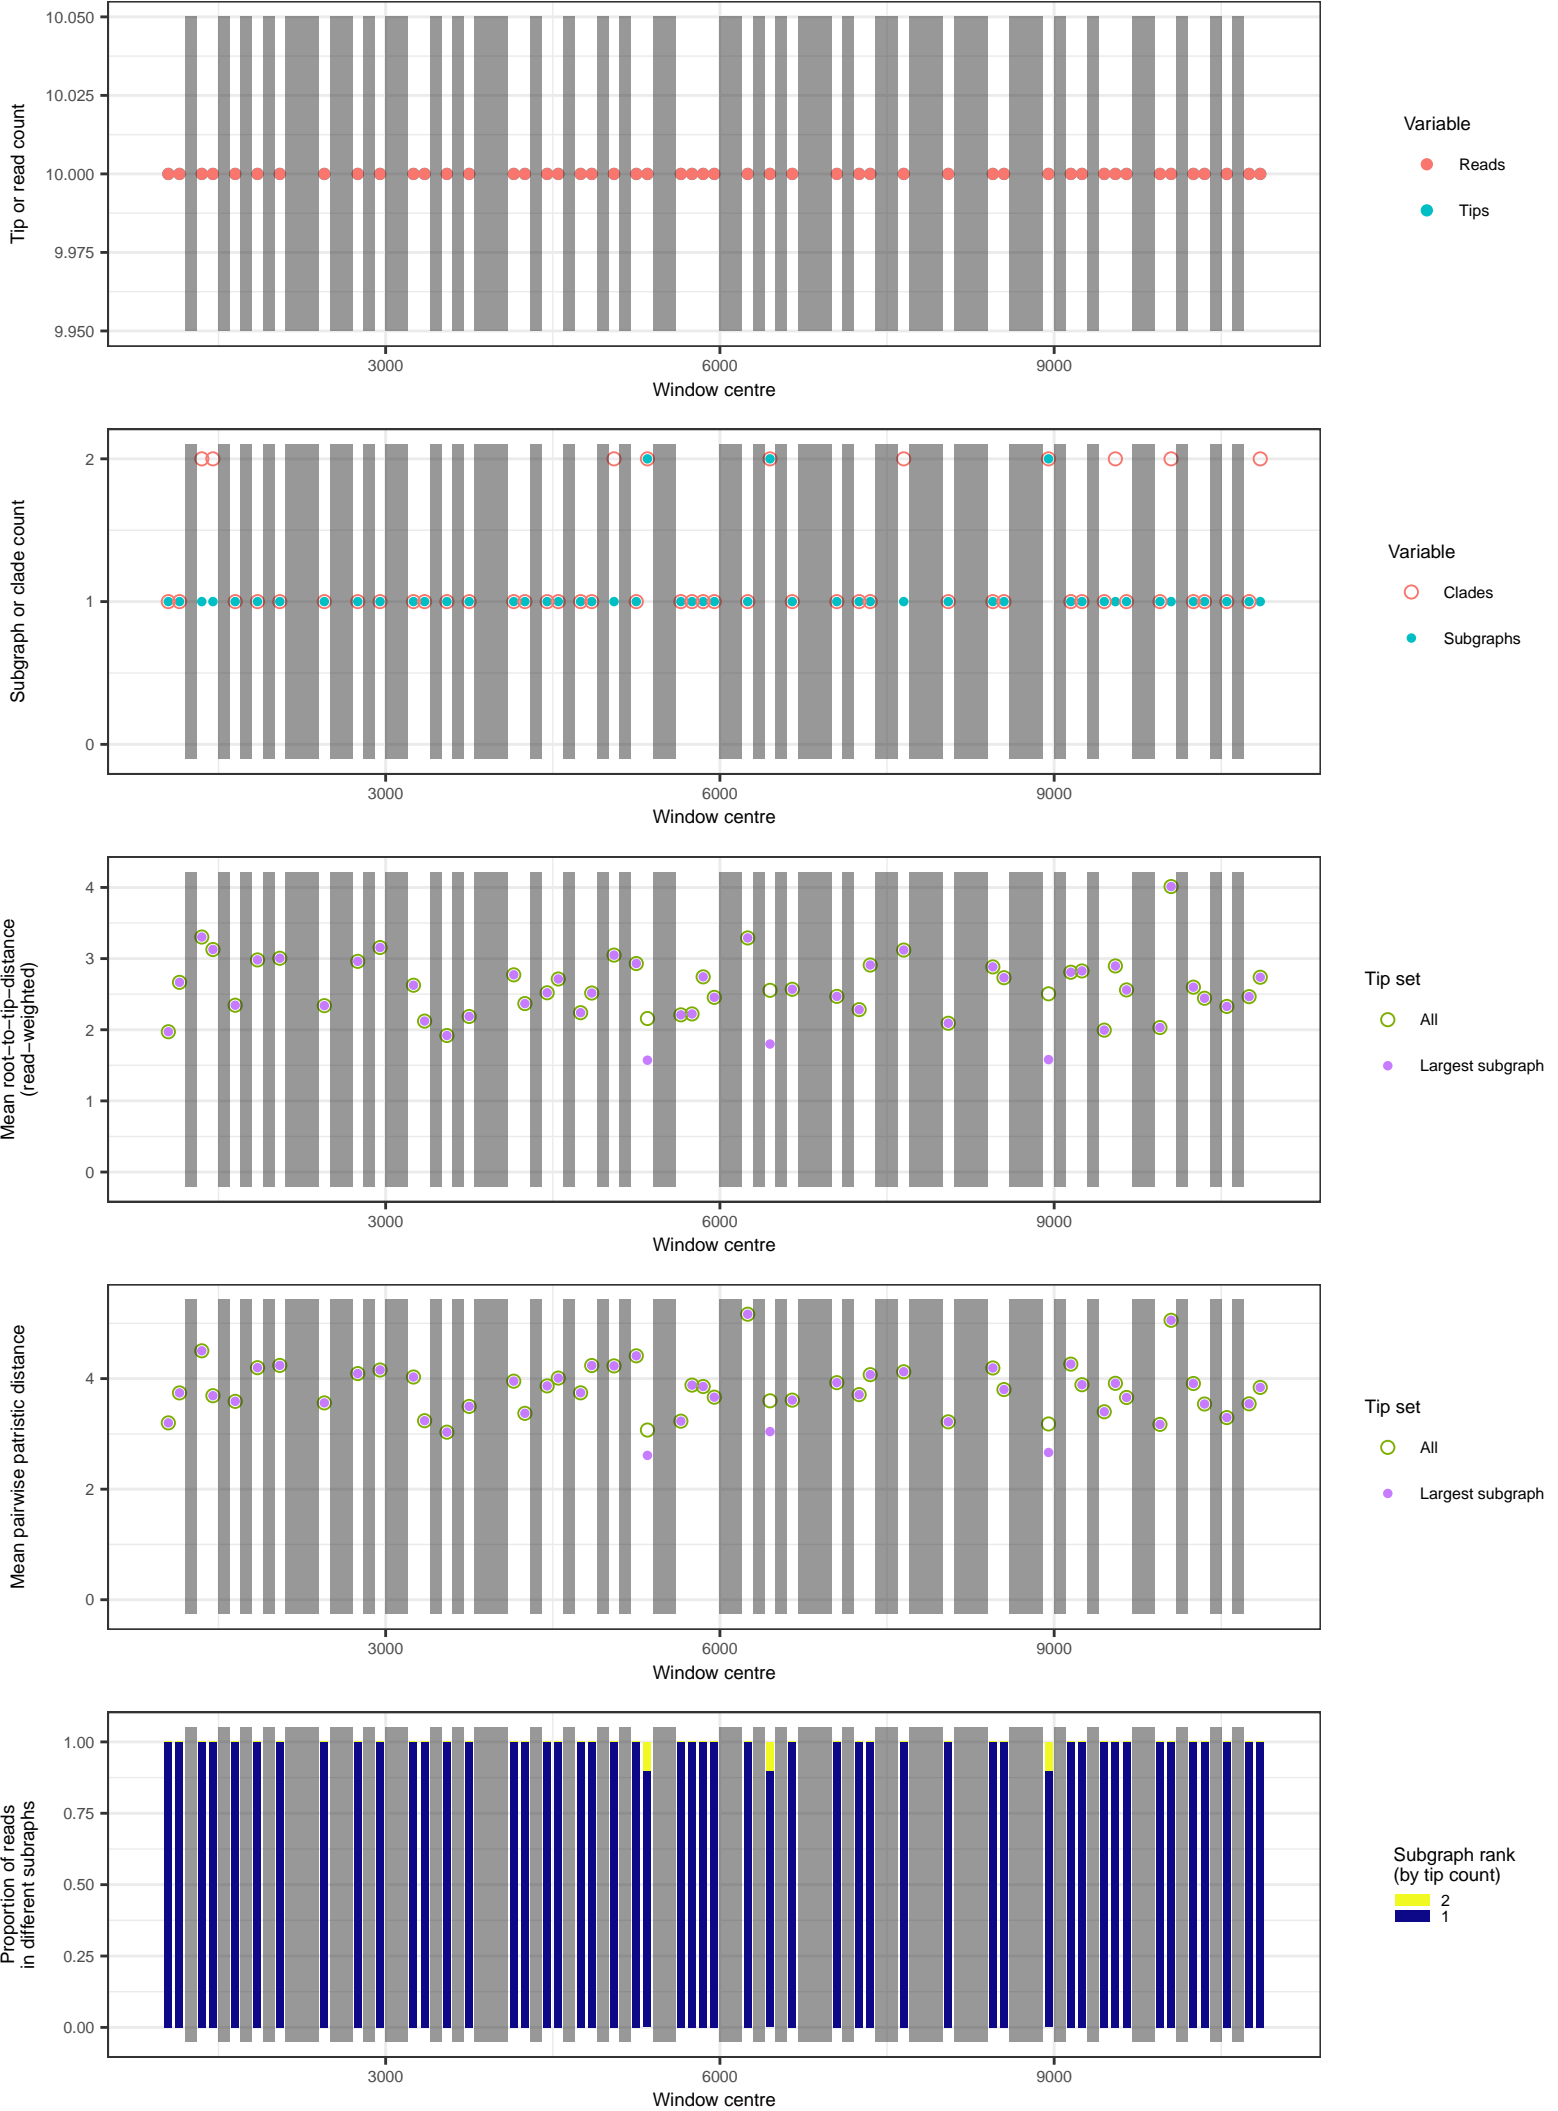 10.050
10.025
10.000
9.975
9.950
Tip or read count
3000 6000 9000
Window centre
Variable
Reads
Tips
2
1
0
Subgraph or clade count
3000 6000 9000
Window centre
Variable
Clades
Subgraphs
4
3
2
1
0
Mean root−to−tip−distance
(read−weighted)
3000 6000 9000
Window centre
Tip set
All
Largest subgraph
4
2
0
Mean pairwise patristic distance
3000 6000 9000
Window centre
Tip set
All
Largest subgraph
1.00
0.75
0.50
0.25
0.00
Proportion of reads
in different subraphs
3000 6000 9000
Window centre
Subgraph rank
(by tip count)
2
1